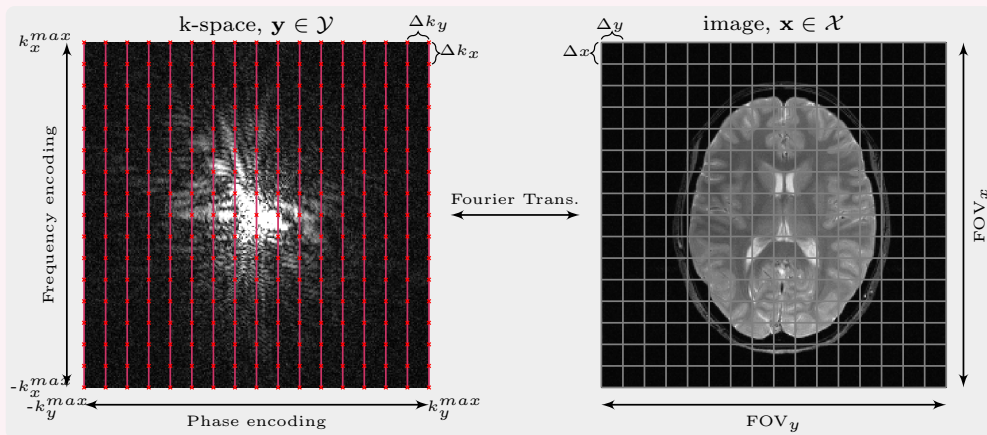 k-space, y ∈ 𝒴
Δk_y
k_x^max
Δk_x
Frequency encoding
-k_x^max
-k_y^max
k_y^max
Phase encoding
Fourier Trans.
image, x ∈ 𝒳
Δy
Δx
FOV_x
FOV_y